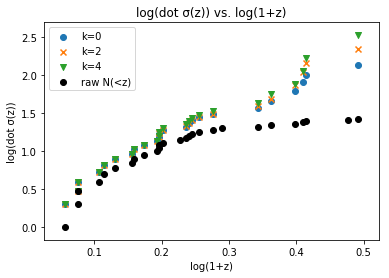 log(dot σ(z)) vs. log(1+z)
k=0
k=2
k=4
raw N(<z)
log(dot σ(z))
2.5
2.0
1.5
1.0
0.5
0.0
0.1
0.2
0.3
0.4
0.5
log(1+z)